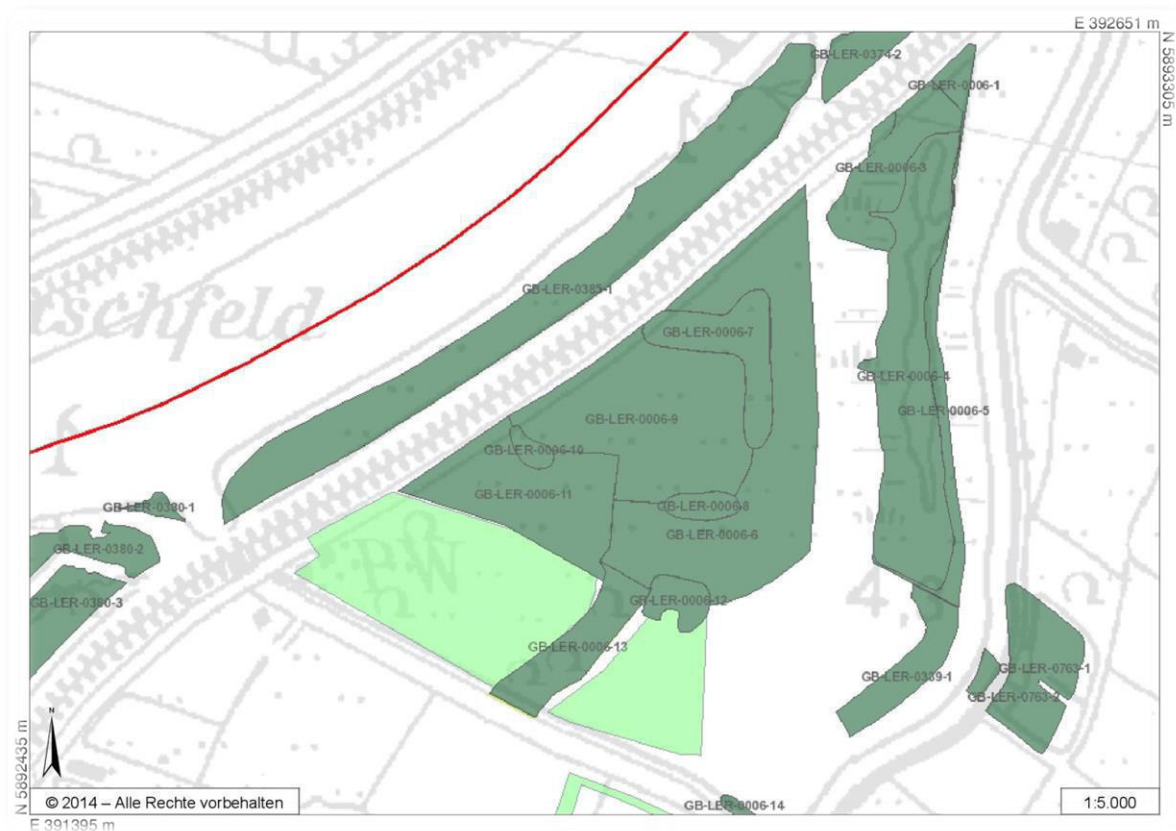 E 392651 m
N 5893305 m
GB-LER-0374-2
GB-LER-0006-1
GB-LER-0006-3
GB-LER-0385-1
tschfeld
GB-LER-0006-7
GB-LER-0006-4
GB-LER-0006-5
GB-LER-0006-9
GB-LER-0006-10
GB-LER-0006-11
GB-LER-0380-1
GB-LER-0006-8
GB-LER-0006-6
GB-LER-0380-2
PW
GB-LER-0380-3
GB-LER-0006-12
4 3
GB-LER-0006-13
GB-LER-0339-1
GB-LER-0763-1
GB-LER-0763-2
N
N 5892435 m
© 2014 – Alle Rechte vorbehalten
GB-LER-0006-14
1:5.000
E 391395 m